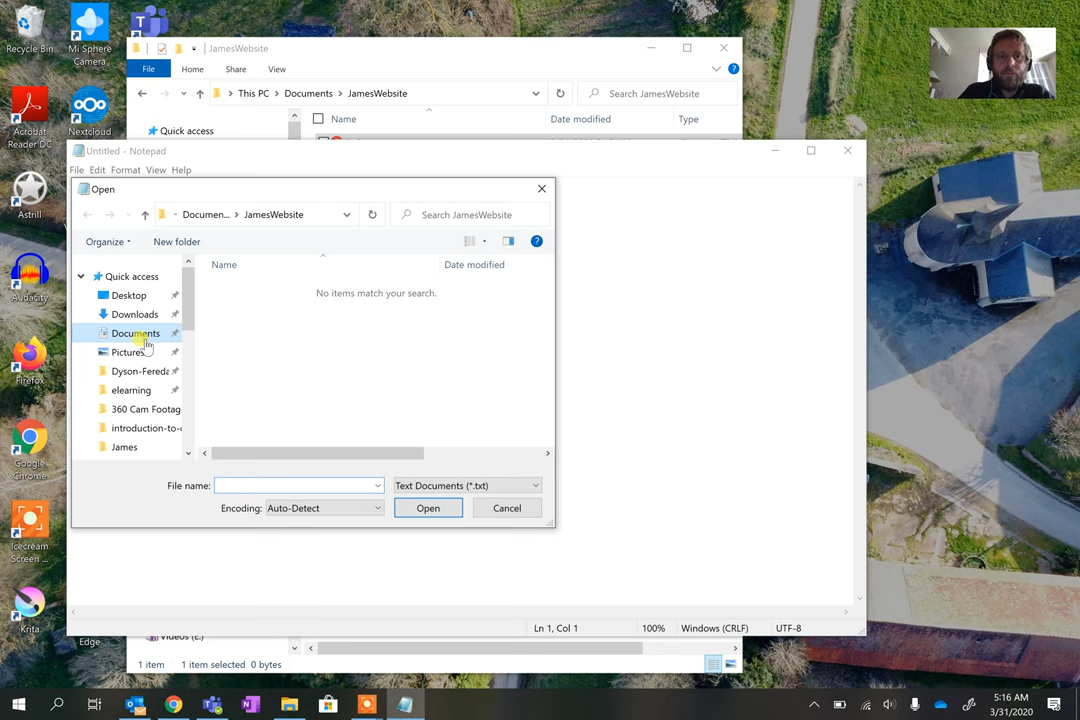 Recycle Bin
Mi Sphere
Camera
Acrobat
Reader DC
Nextcloud
Astrill
Audacity
Firefox
Google
Chrome
Icecream
Screen ...
Krita
Edge
JamesWebsite
File
Home
Share
View
This PC > Documents > JamesWebsite
Search JamesWebsite
Name
Date modified
Type
Quick access
Untitled - Notepad
File Edit Format View Help
Open
Documen... > JamesWebsite
Search JamesWebsite
Organize
New folder
Name
Date modified
No items match your search.
Quick access
Desktop
Downloads
Documents
Pictures
Dyson-Fereda
elearning
360 Cam Footag
introduction-to-
James
File name:
Text Documents (*.txt)
Encoding:
Auto-Detect
Open
Cancel
Ln 1, Col 1
100%
Windows (CRLF)
UTF-8
Videos (E:)
1 item
1 item selected 0 bytes
5:16 AM
3/31/2020